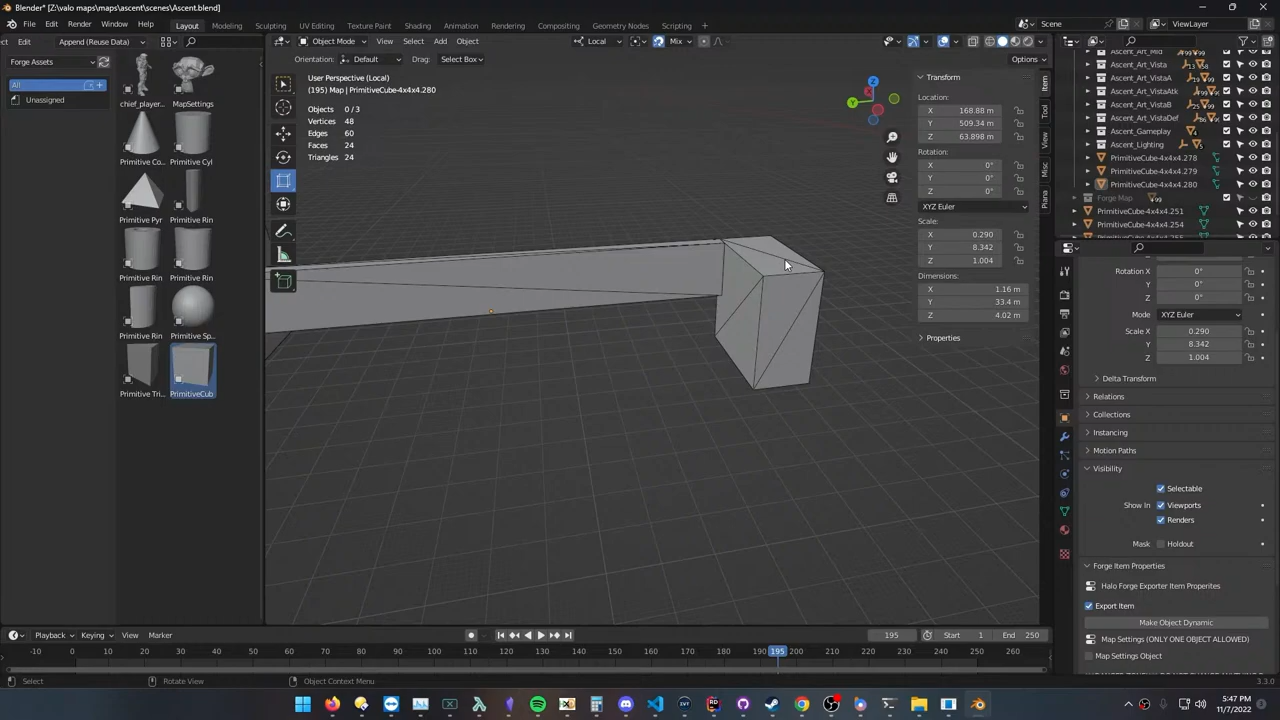 Blender* [Z:\valo maps\maps\ascent\scenes\Ascent.blend]
File Edit Render Window Help Layout Modeling Sculpting UV Editing Texture Paint Shading Animation Rendering Compositing Geometry Nodes Scripting Scene ViewLayer
ct Edit Append (Reuse Data) Object Mode View Select Add Object Local Mix
Forge Assets Orientation: Default Drag: Select Box Options
All
Unassigned
chief_player... MapSettings
Primitive Co... Primitive Cyl
Primitive Pyr Primitive Rin
Primitive Rin Primitive Rin
Primitive Rin Primitive Sp...
Primitive Tri... PrimitiveCub
User Perspective (Local)
(195) Map | PrimitiveCube-4x4x4.280
Objects 0 / 3
Vertices 48
Edges 60
Faces 24
Triangles 24
Transform
Location:
X 168.88 m
Y 509.34 m
Z 63.898 m
Rotation:
X 0°
Y 0°
Z 0°
XYZ Euler
Scale:
X 0.290
Y 8.342
Z 1.004
Dimensions:
X 1.16 m
Y 33.4 m
Z 4.02 m
Properties
Item
Tool
View
Misc
Z
Y
Ascent_Art_Mid
Ascent_Art_Vista
Ascent_Art_VistaA
Ascent_Art_VistaAtk
Ascent_Art_VistaB
Ascent_Art_VistaDef
Ascent_Gameplay
Ascent_Lighting
PrimitiveCube-4x4x4.278
PrimitiveCube-4x4x4.279
PrimitiveCube-4x4x4.280
Forge Map
PrimitiveCube-4x4x4.251
PrimitiveCube-4x4x4.254
Rotation X 0°
Y 0°
Z 0°
Mode XYZ Euler
Scale X 0.290
Y 8.342
Z 1.004
Delta Transform
Relations
Collections
Instancing
Motion Paths
Visibility
Selectable
Show In Viewports
Renders
Mask Holdout
Forge Item Properties
Halo Forge Exporter Item Properites
Export Item
Make Object Dynamic
Map Settings (ONLY ONE OBJECT ALLOWED)
Map Settings Object
Playback Keying View Marker 195 Start 1 End 250
-10 0 10 20 30 40 50 60 70 80 90 100 110 120 130 140 150 160 170 180 190 195 200 210 220 230 240 250 260
Select Rotate View Object Context Menu 3.3.0
5:47 PM
11/7/2022